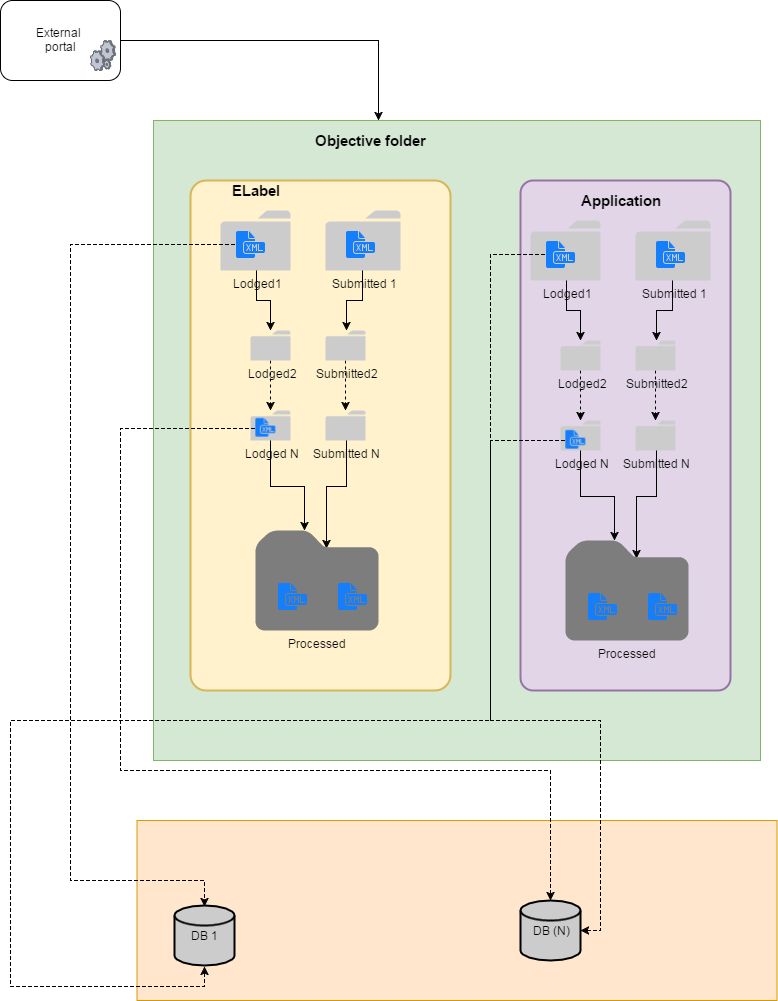 External
portal
Objective folder
ELabel
Application
XML
XML
XML
XML
Lodged1
Submitted 1
Lodged1
Submitted 1
Lodged2
Submitted2
Lodged2
Submitted2
XML
XML
Lodged N
Submitted N
Lodged N
Submitted N
XML
XML
XML
XML
Processed
Processed
DB 1
DB (N)